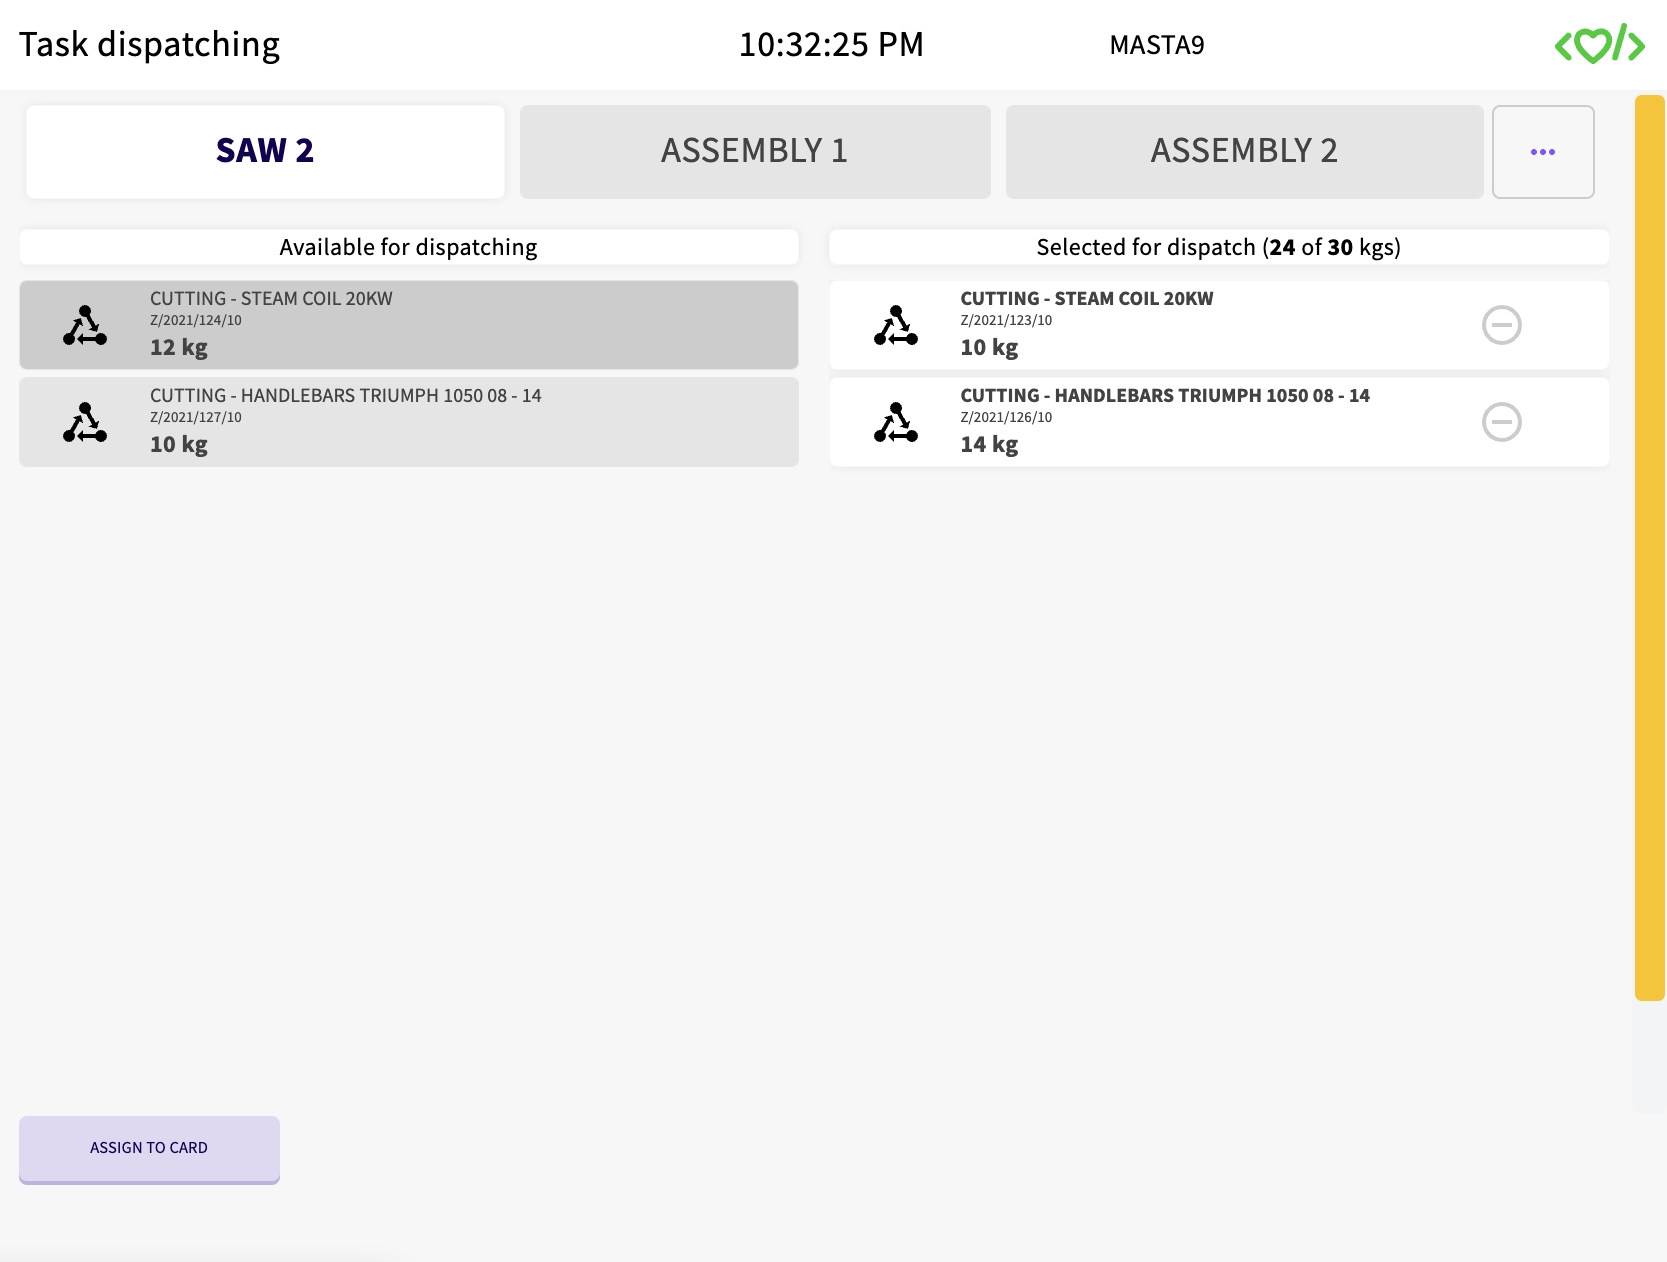 Task dispatching
10:32:25 PM
MASTA9
SAW 2
ASSEMBLY 1
ASSEMBLY 2
...
Available for dispatching
CUTTING - STEAM COIL 20KW
Z/2021/124/10
12 kg
CUTTING - HANDLEBARS TRIUMPH 1050 08 - 14
Z/2021/127/10
10 kg
Selected for dispatch (24 of 30 kgs)
CUTTING - STEAM COIL 20KW
Z/2021/123/10
10 kg
CUTTING - HANDLEBARS TRIUMPH 1050 08 - 14
Z/2021/126/10
14 kg
ASSIGN TO CARD